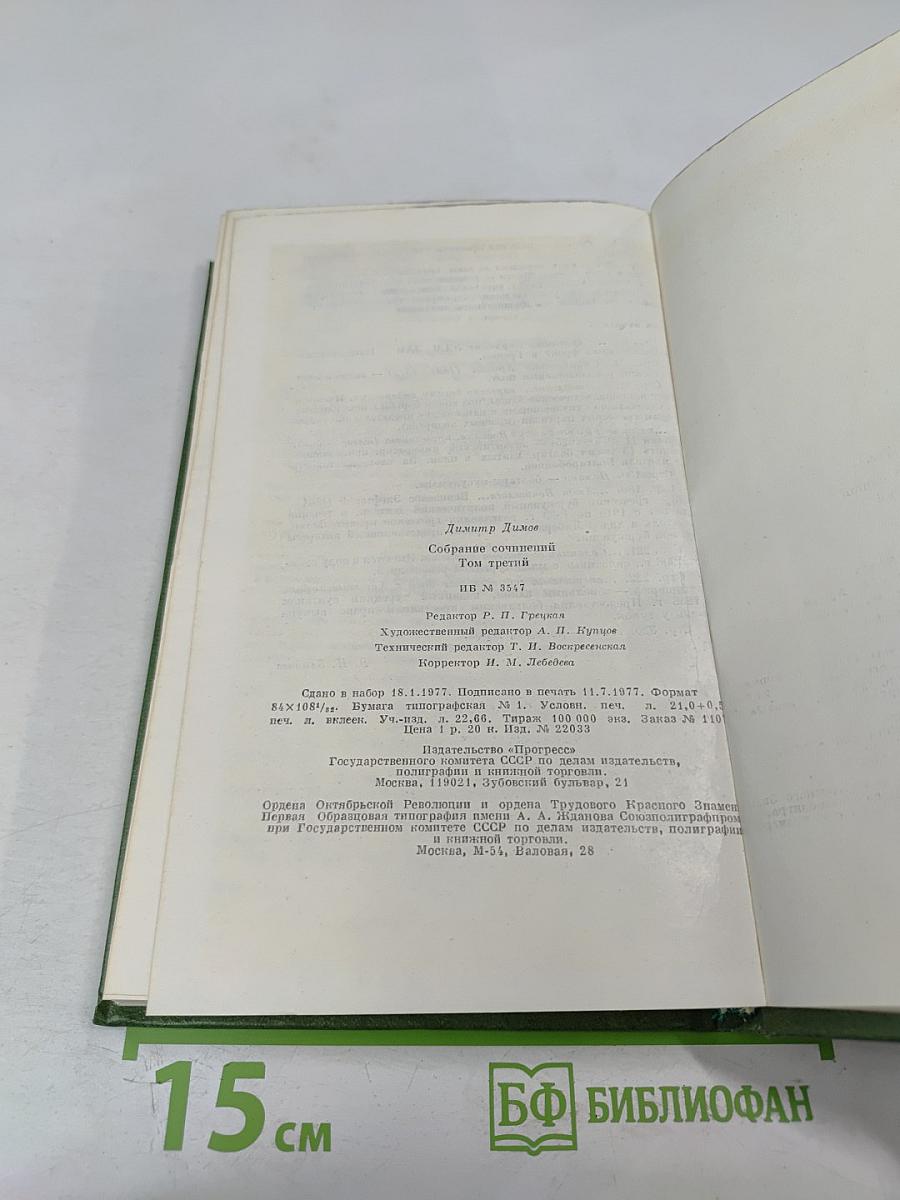 Димитр Димов
Собрание сочинений
Том третий
ИБ № 3547
Редактор Р. П. Грецкая
Художественный редактор А. П. Купцов
Технический редактор Т. И. Воскресенская
Корректор И. М. Лебедева
Сдано в набор 18.1.1977. Подписано в печать 11.7.1977. Формат
84×108¹/₃₂. Бумага типографская № 1. Условн. печ. л. 21,0+0,5
печ. л. вклеек. Уч.-изд. л. 22,66. Тираж 100 000 экз. Заказ №
Цена 1 р. 20 к. Изд. № 22033
Издательство «Прогресс»
Государственного комитета СССР по делам издательств,
полиграфии и книжной торговли.
Москва, 119021, Зубовский бульвар, 21
Ордена Октябрьской Революции и ордена Трудового Красного Знамен
Первая Образцовая типография имени А. А. Жданова Союзполиграфпром
при Государственном комитете СССР по делам издательств, полиграфии
и книжной торговли.
Москва, М-54, Валовая, 28
15 см
БФ БИБЛИОФАН